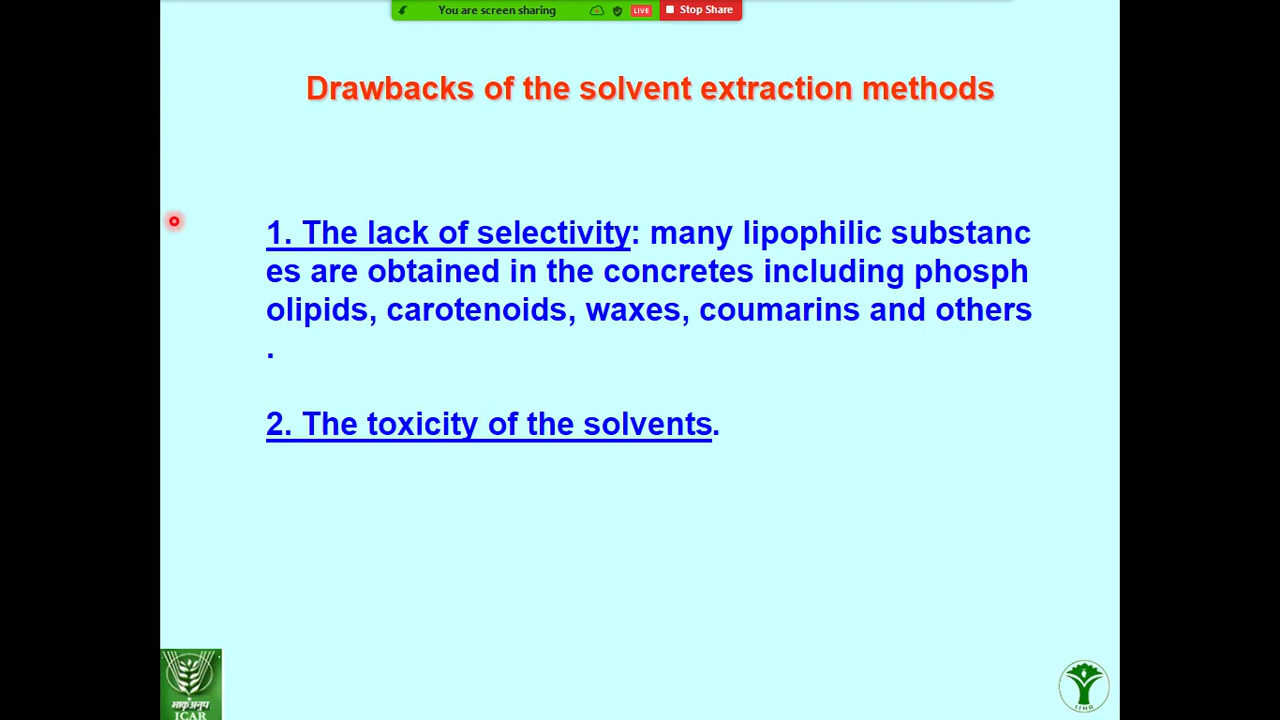 You are screen sharing LIVE Stop Share
Drawbacks of the solvent extraction methods
1. The lack of selectivity: many lipophilic substanc
es are obtained in the concretes including phosph
olipids, carotenoids, waxes, coumarins and others
.
2. The toxicity of the solvents.
भाकृअनुप
ICAR
IIHR